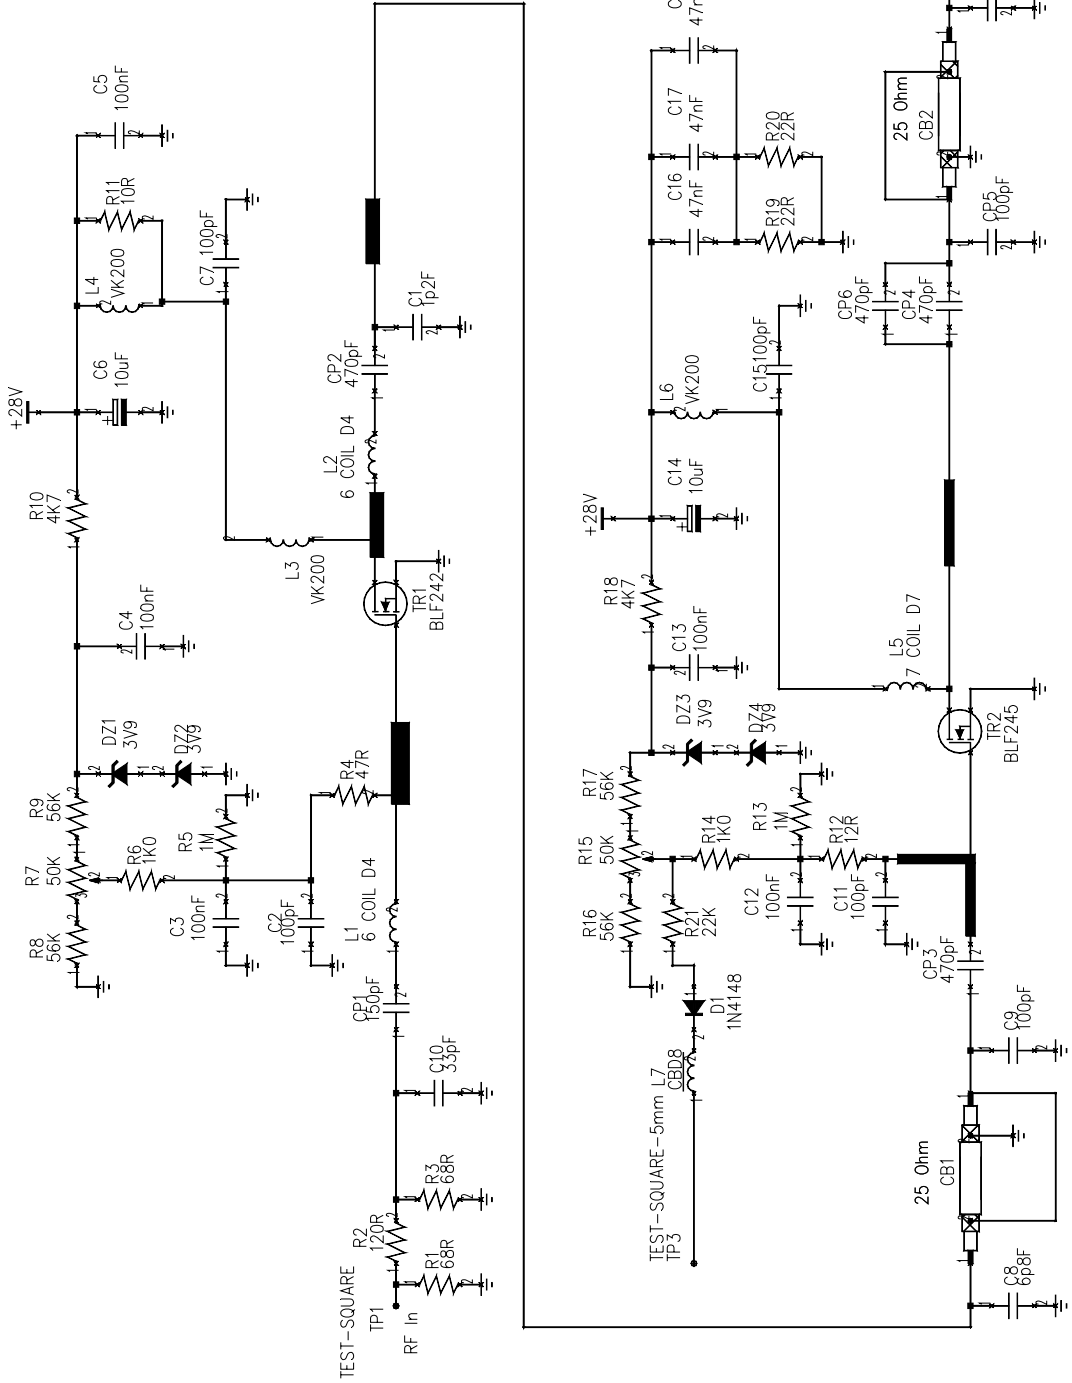 +28V
C5
100nF
R11
10R
L4
VK200
C6
10uF
C7 100pF
R10
4K7
C4
100nF
L3
VK200
CP2
470pF
C1
1p2F
L2
6 COIL D4
TR1
BLF242
DZ1
3V9
DZ2
3V9
R9
56K
R7
50K
R8
56K
R6
1K0
R5
1M
R4
47R
C3
100nF
C2
100pF
L1
6 COIL D4
CP1
150pF
C10
33pF
R3
68R
R2
120R
R1
68R
TEST-SQUARE
TP1
RF In
47nF
C17
47nF
C16
47nF
R20
22R
R19
22R
25 Ohm
CB2
CP5
100pF
CP6
470pF
CP4
470pF
C15 100pF
L6
VK200
+28V
C14
10uF
R18
4K7
C13
100nF
L5
7 COIL D7
TR2
BLF245
DZ3
3V9
DZ4
3V9
R17
56K
R15
50K
R16
56K
R14
1K0
R13
1M
R12
12R
R21
22K
C12
100nF
C11
100pF
CP3
470pF
C9
100pF
D1
1N4148
L7
CBD8
TEST-SQUARE-5mm
TP3
25 Ohm
CB1
C8
6p8F